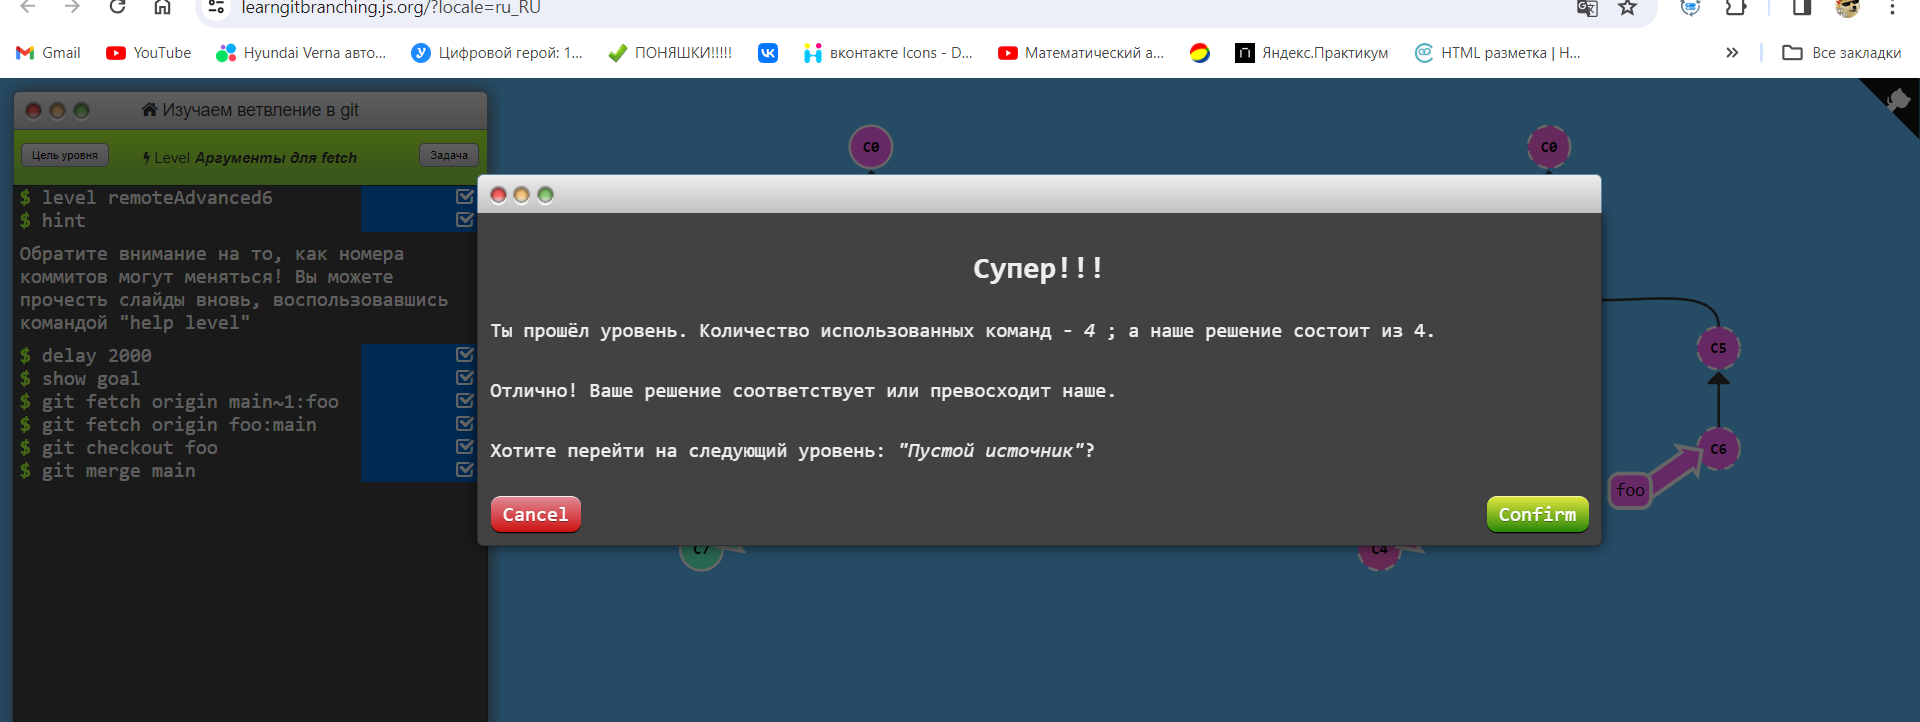 learngitbranching.js.org/?locale=ru_RU
Gmail
YouTube
Hyundai Verna авто...
Цифровой герой: 1...
ПОНЯШКИ!!!!!
вконтакте Icons - D...
Математический а...
Яндекс.Практикум
HTML разметка | H...
»
Все закладки
Изучаем ветвление в git
Цель уровня
Level Аргументы для fetch
Задача
$ level remoteAdvanced6
$ hint
Обратите внимание на то, как номера
коммитов могут меняться! Вы можете
прочесть слайды вновь, воспользовавшись
командой "help level"
$ delay 2000
$ show goal
$ git fetch origin main~1:foo
$ git fetch origin foo:main
$ git checkout foo
$ git merge main
C0
C0
Супер!!!
Ты прошёл уровень. Количество использованных команд - 4 ; а наше решение состоит из 4.
Отлично! Ваше решение соответствует или превосходит наше.
Хотите перейти на следующий уровень: "Пустой источник"?
Cancel
Confirm
C5
C6
foo
C7
C4